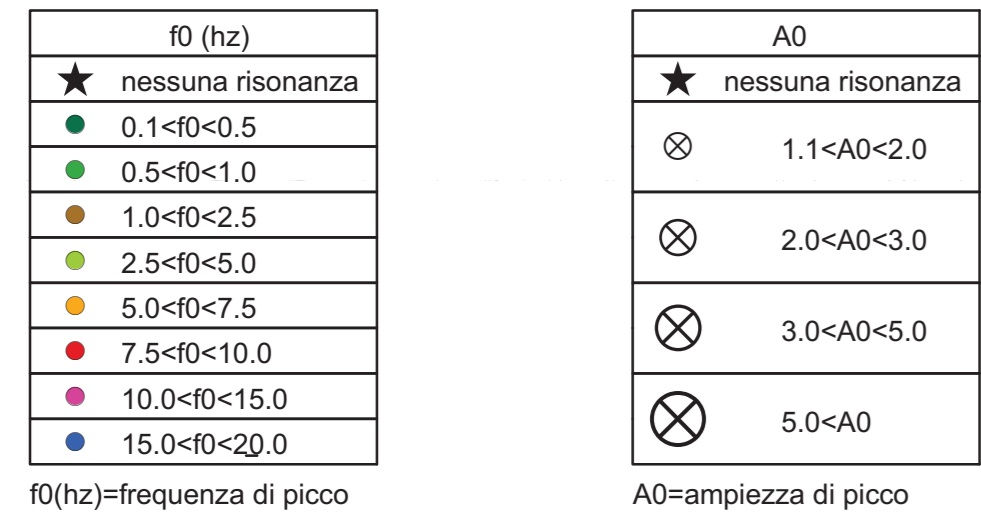 f0 (hz)
nessuna risonanza
0.1<f0<0.5
0.5<f0<1.0
1.0<f0<2.5
2.5<f0<5.0
5.0<f0<7.5
7.5<f0<10.0
10.0<f0<15.0
15.0<f0<20.0
f0(hz)=frequenza di picco
A0
nessuna risonanza
1.1<A0<2.0
2.0<A0<3.0
3.0<A0<5.0
5.0<A0
A0=ampiezza di picco